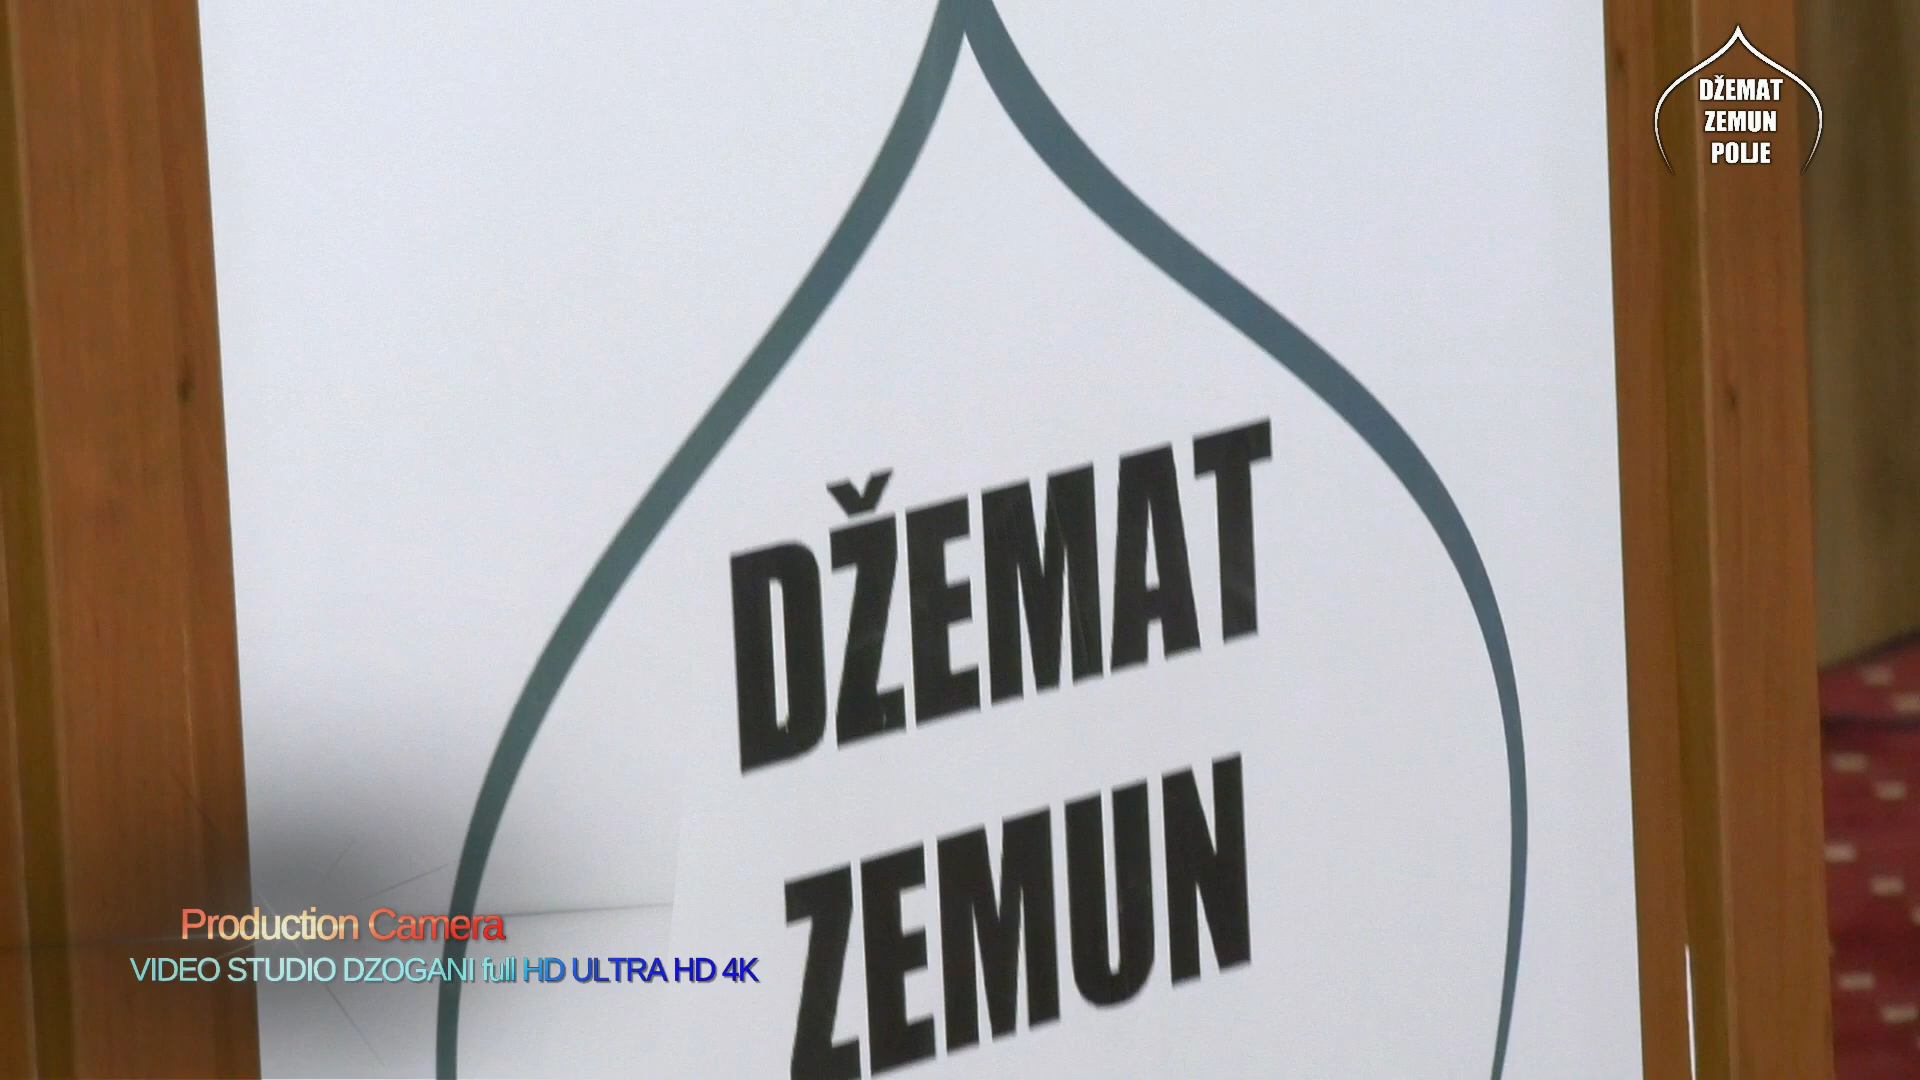 DŽEMAT
ZEMUN
POLJE
DŽEMAT
ZEMUN
Production Camera
VIDEO STUDIO DZOGANI full HD ULTRA HD 4K